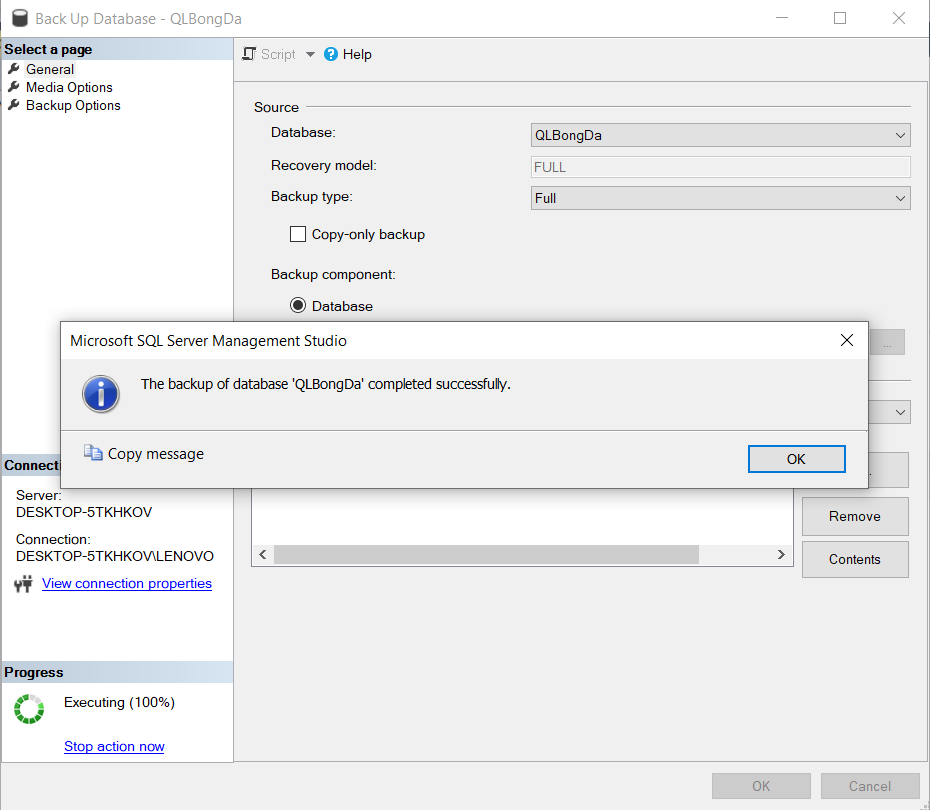 Back Up Database - QLBongDa
Select a page
General
Media Options
Backup Options
Script
Help
Source
Database:
QLBongDa
Recovery model:
FULL
Backup type:
Full
Copy-only backup
Backup component:
Database
...
Microsoft SQL Server Management Studio
The backup of database 'QLBongDa' completed successfully.
Copy message
OK
Connecti
Server:
DESKTOP-5TKHKOV
Connection:
DESKTOP-5TKHKOV\LENOVO
View connection properties
Remove
Contents
Progress
Executing (100%)
Stop action now
OK
Cancel